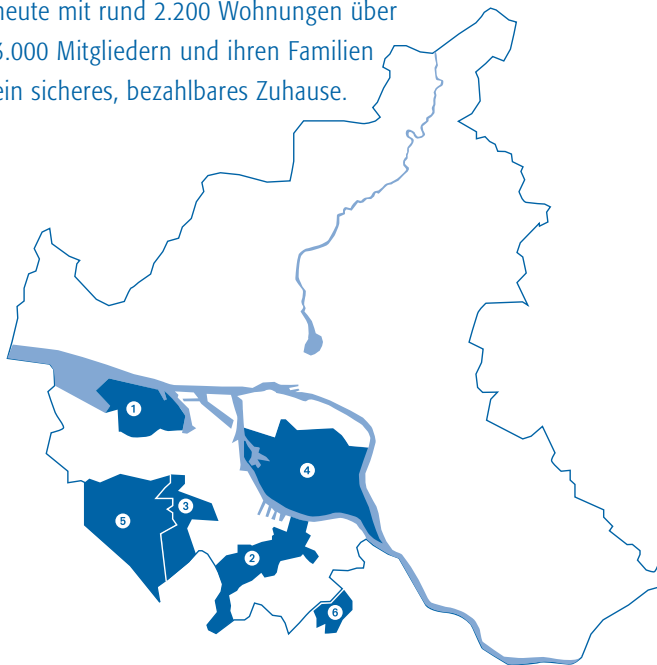 heute mit rund 2.200 Wohnungen über
.000 Mitgliedern und ihren Familien
ein sicheres, bezahlbares Zuhause.
1
4
5
3
2
6